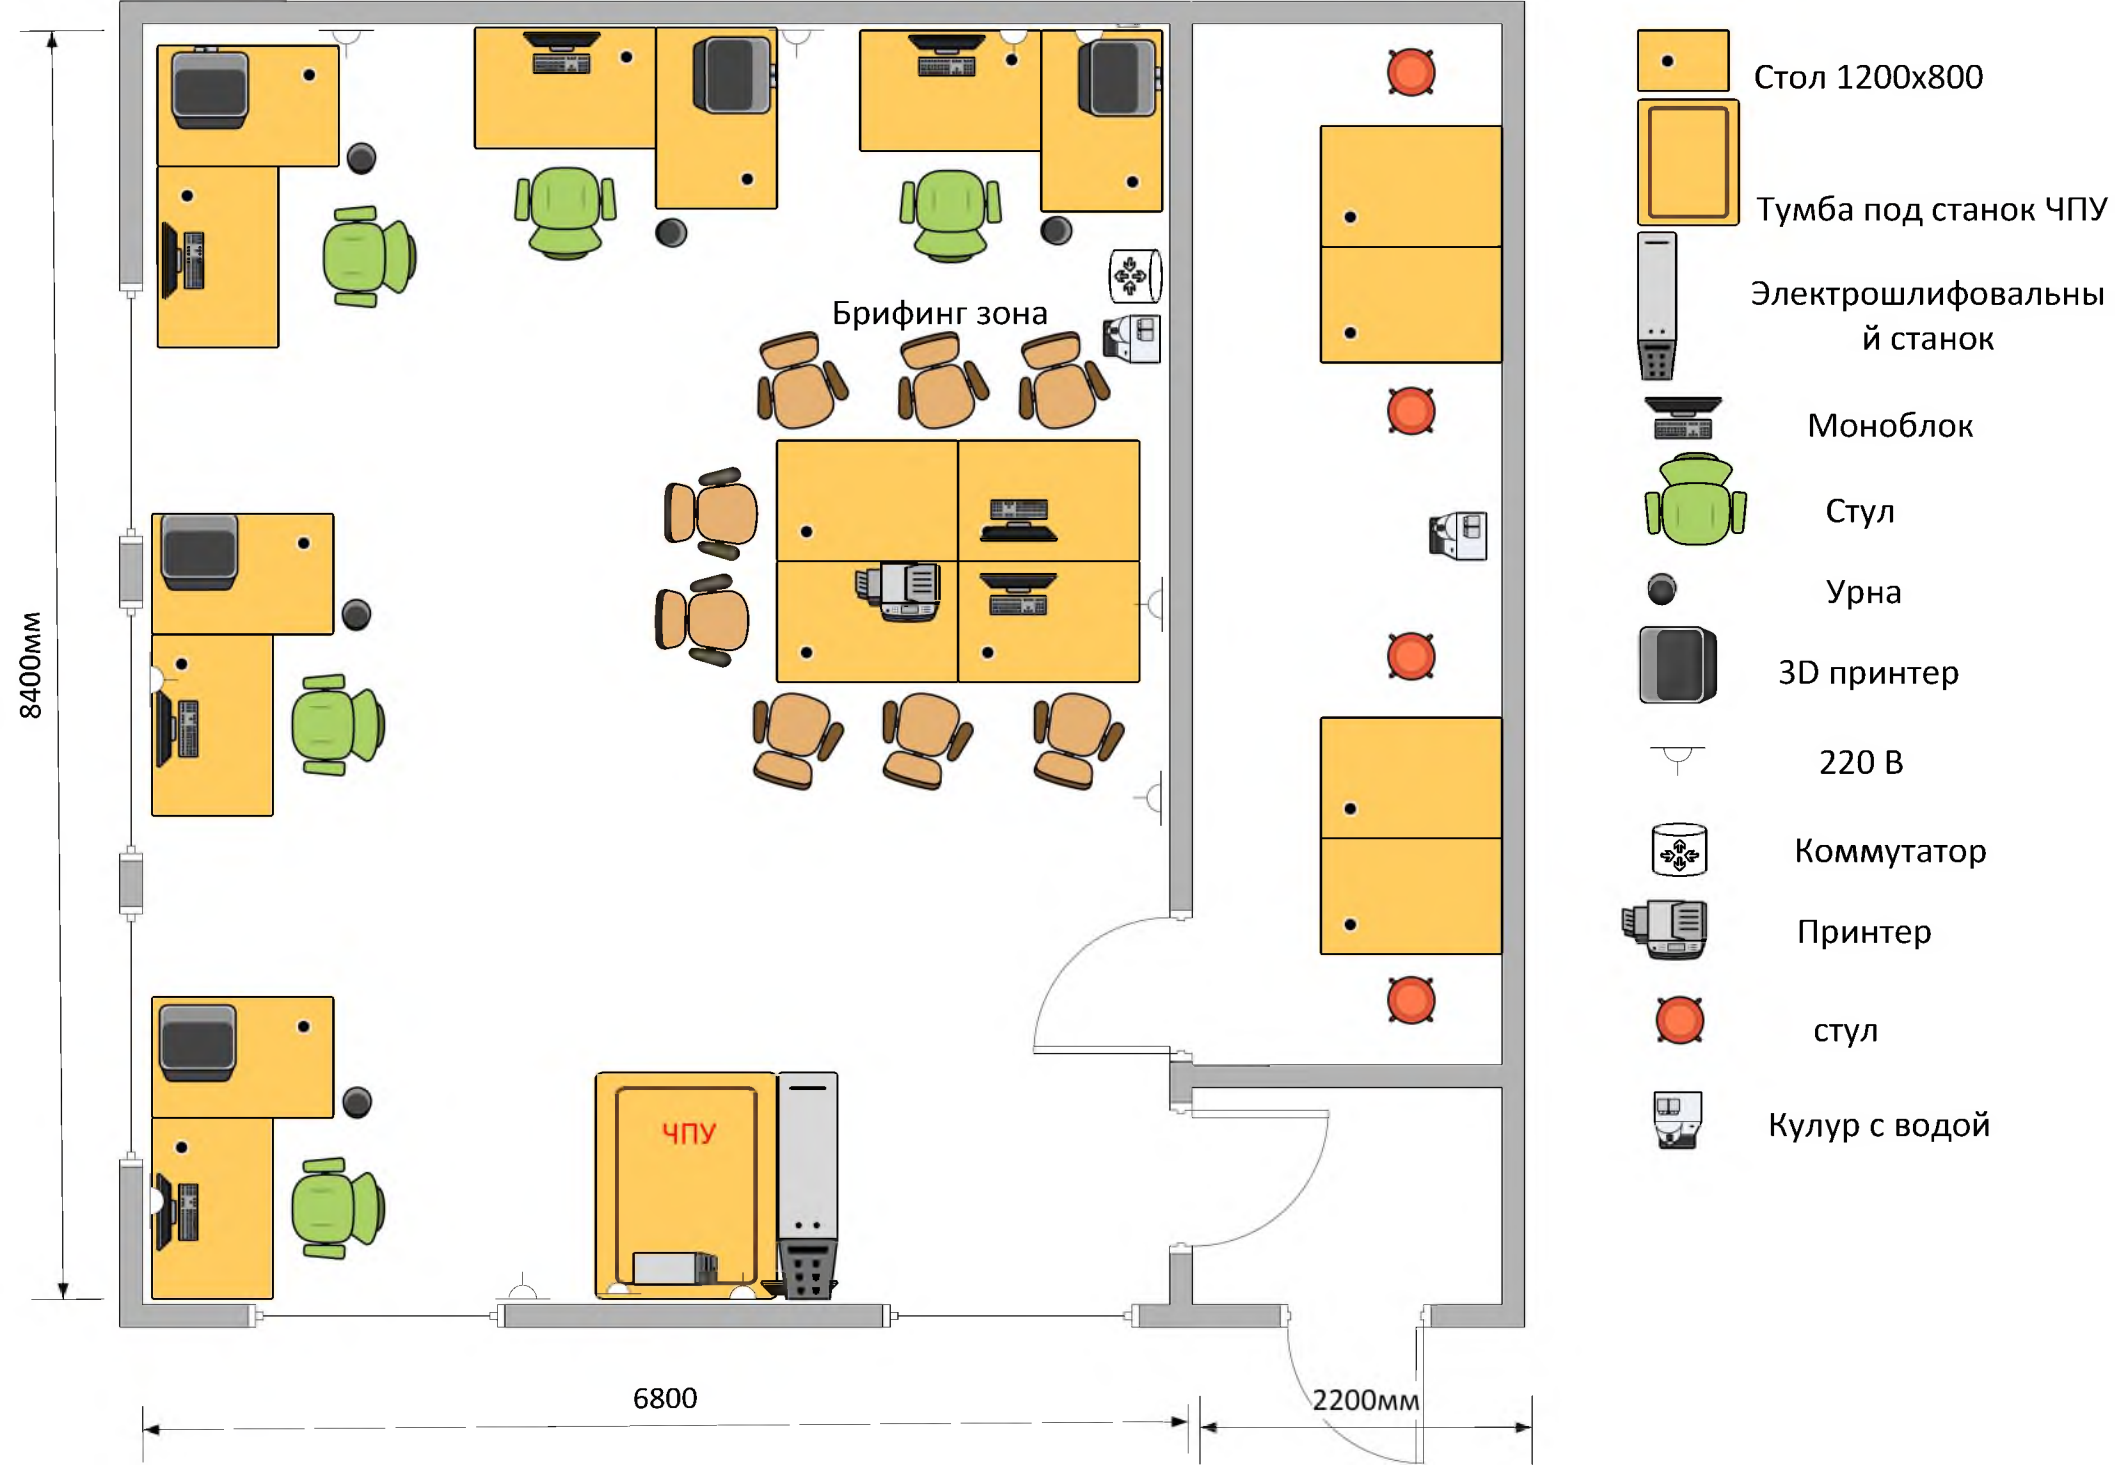 Стол 1200х800
Тумба под станок ЧПУ
Электрошлифовальны
й станок
Брифинг зона
Моноблок
Стул
Урна
3D принтер
8400мм
220 В
Коммутатор
Принтер
стул
ЧПУ
Кулур с водой
6800
2200мм